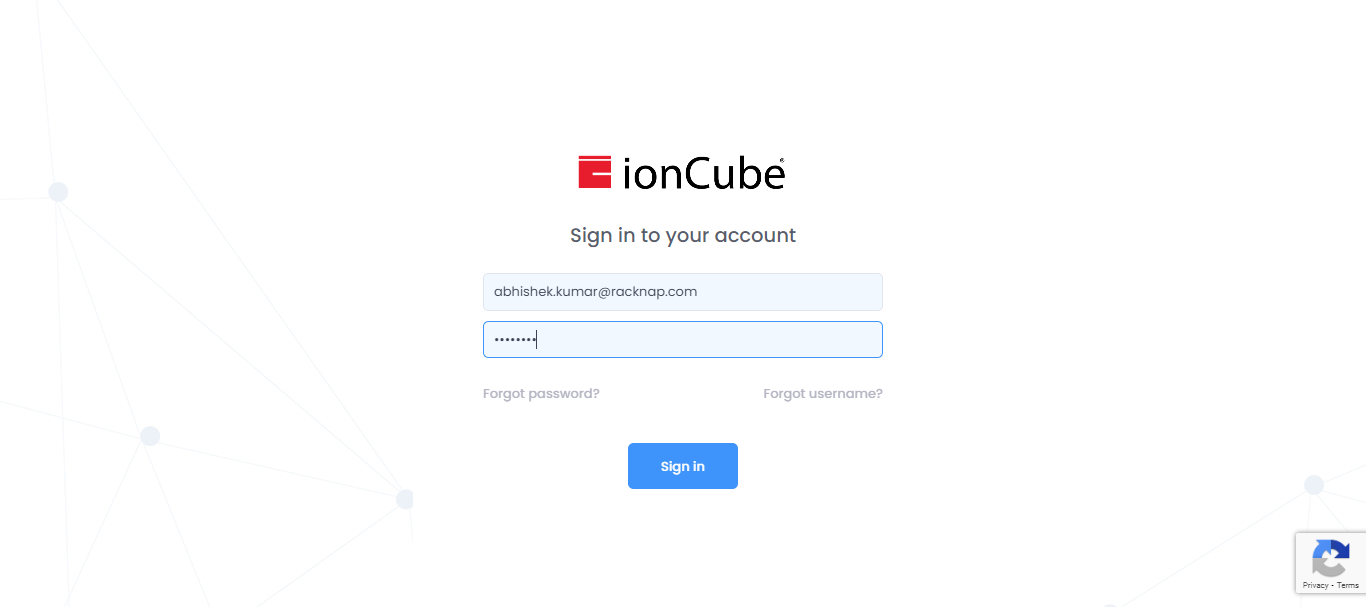 ionCube®
Sign in to your account
abhishek.kumar@racknap.com
••••••••
Forgot password? Forgot username?
Sign in
Privacy - Terms